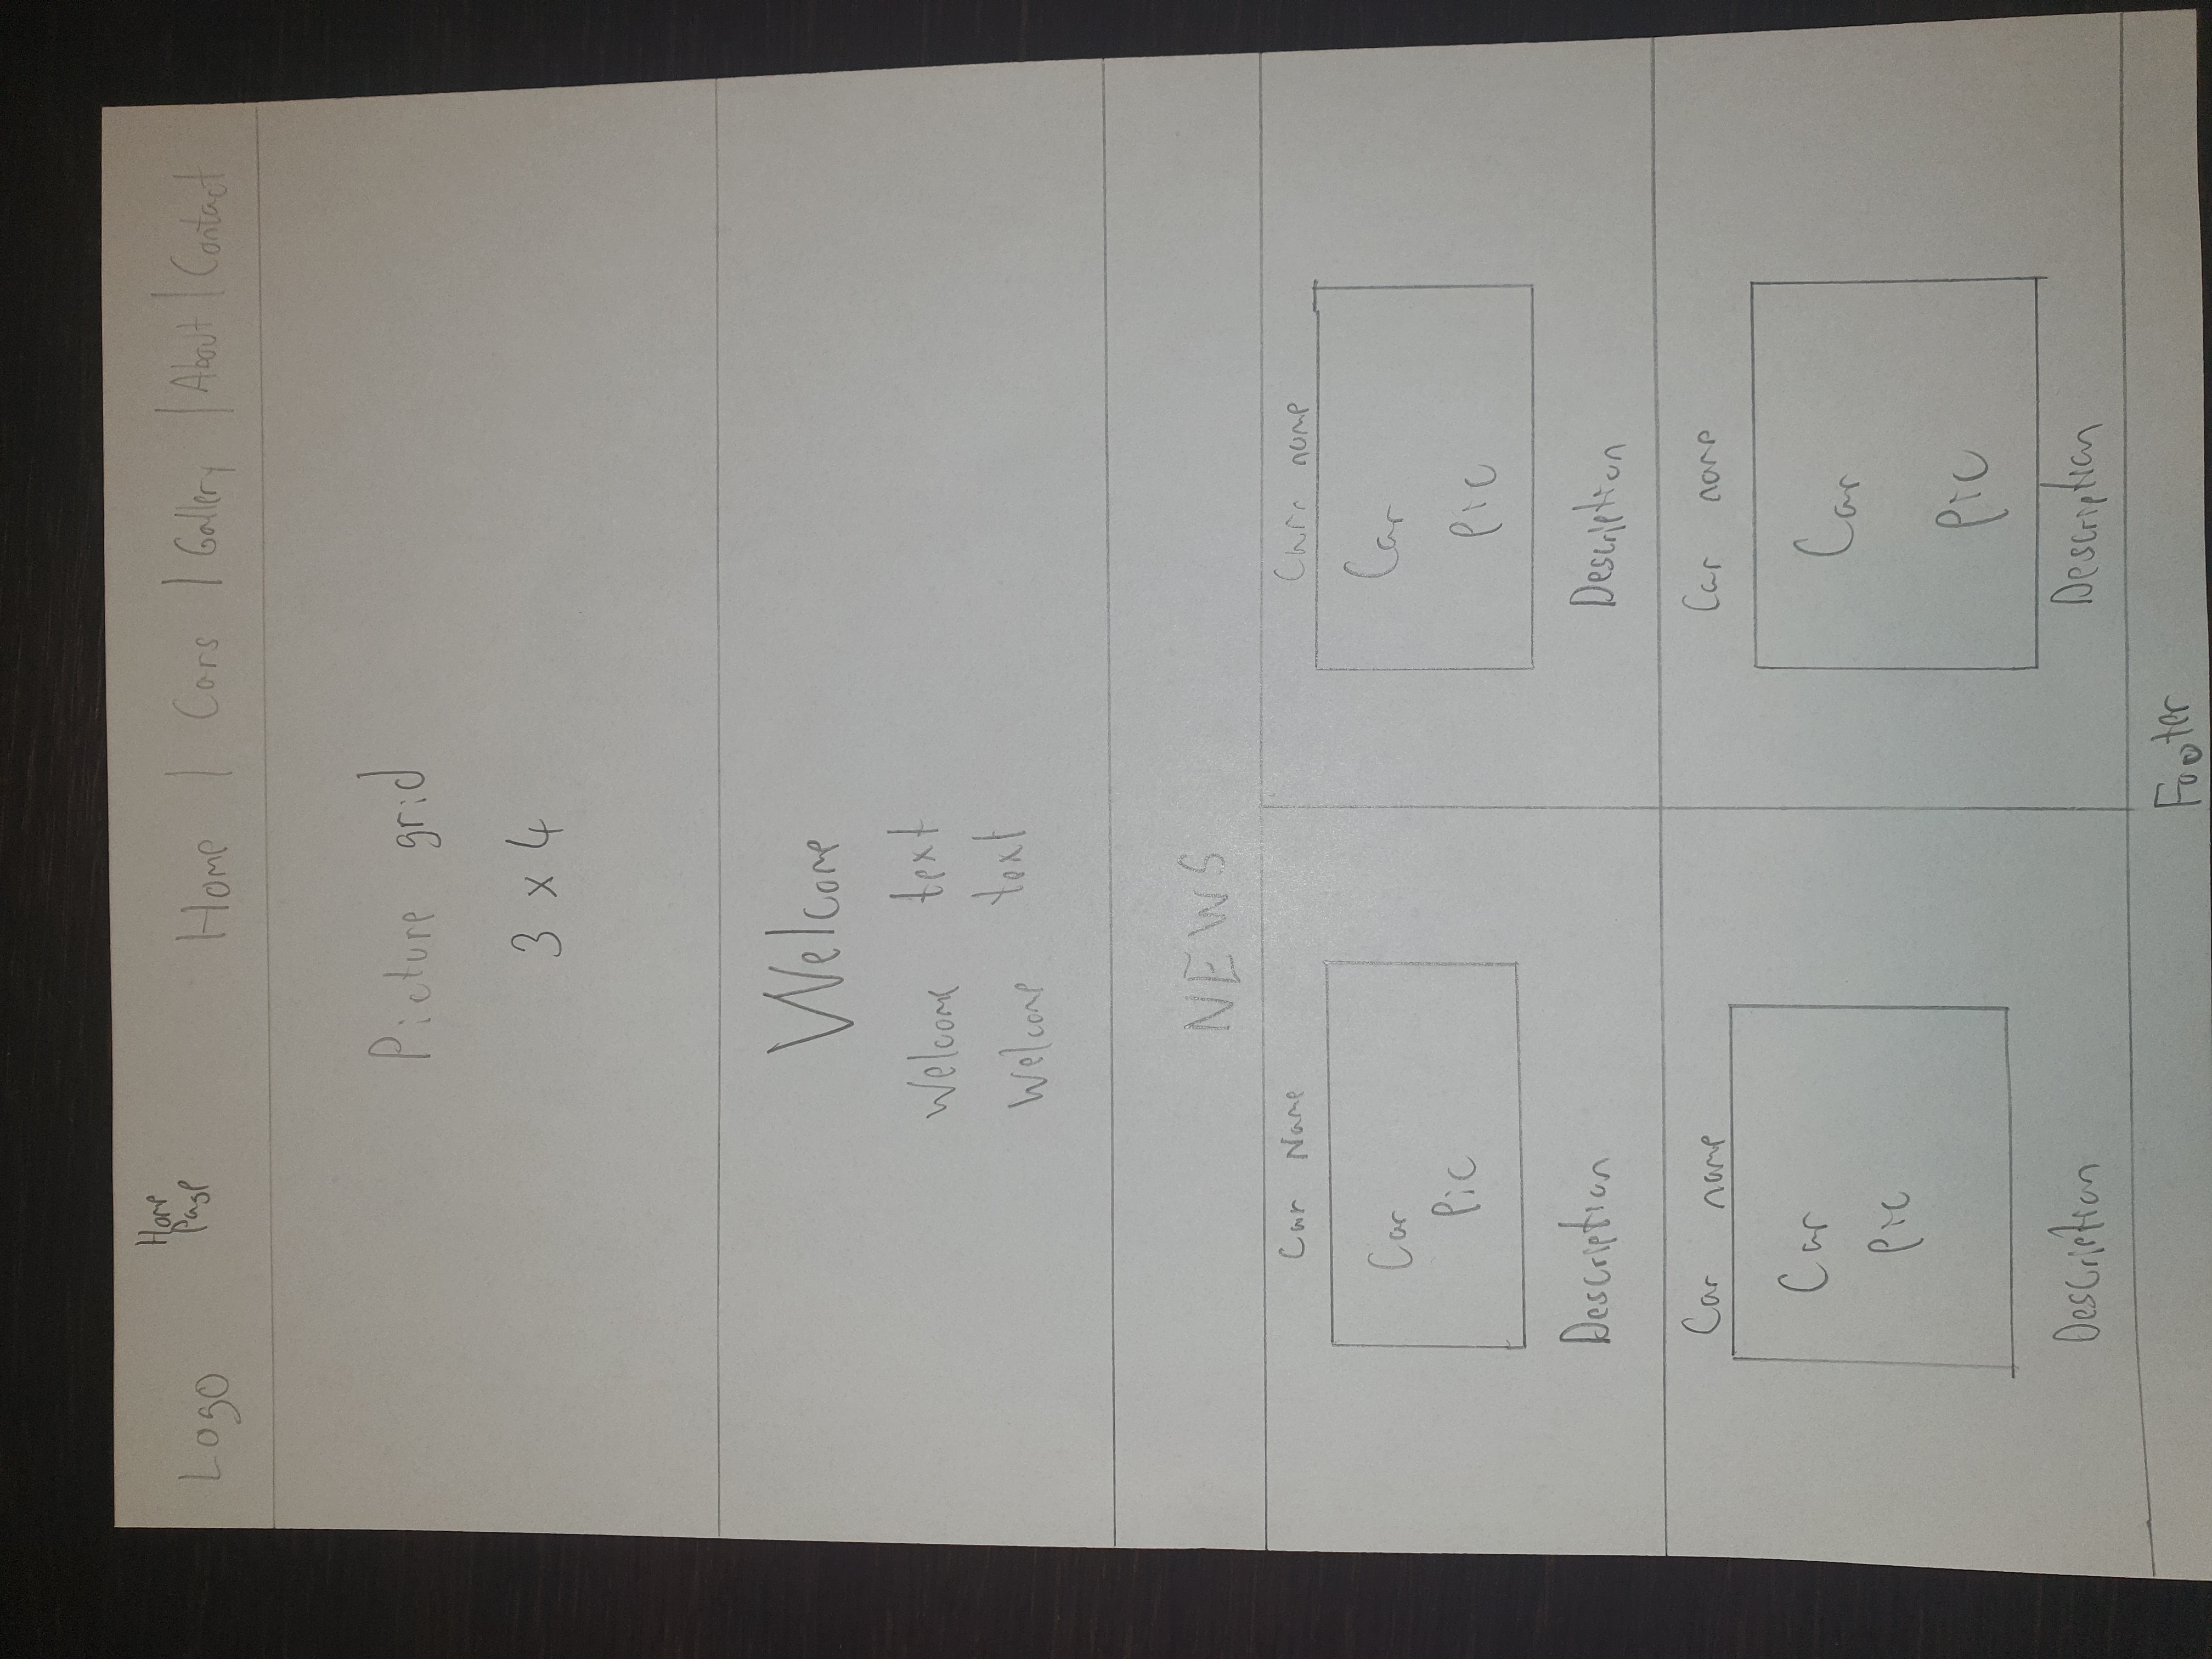 Home
Page
Logo
Home | Cars | Gallery | About | Contact
Picture grid
3 x 4
Welcome
Welcome text
Welcome text
NEWS
Car Name
Car
Pic
Description
name
Car
Pic
Description
Car name
Car
Pic
Description
Car name
Car
Pic
Description
Footer